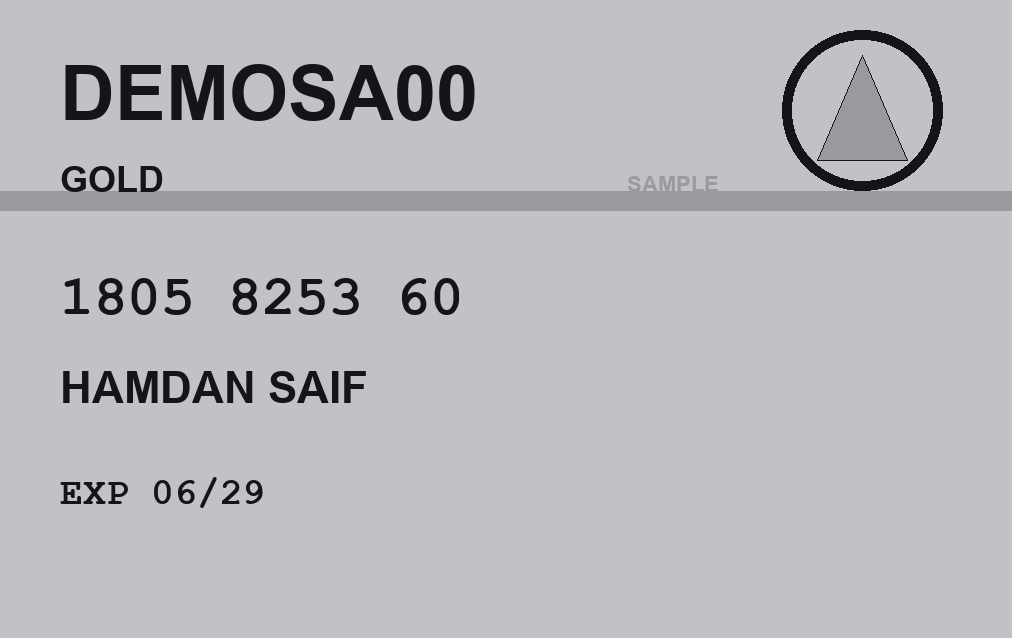 DEMOSA00
GOLD
SAMPLE
1805 8253 60
HAMDAN SAIF
EXP 06/29